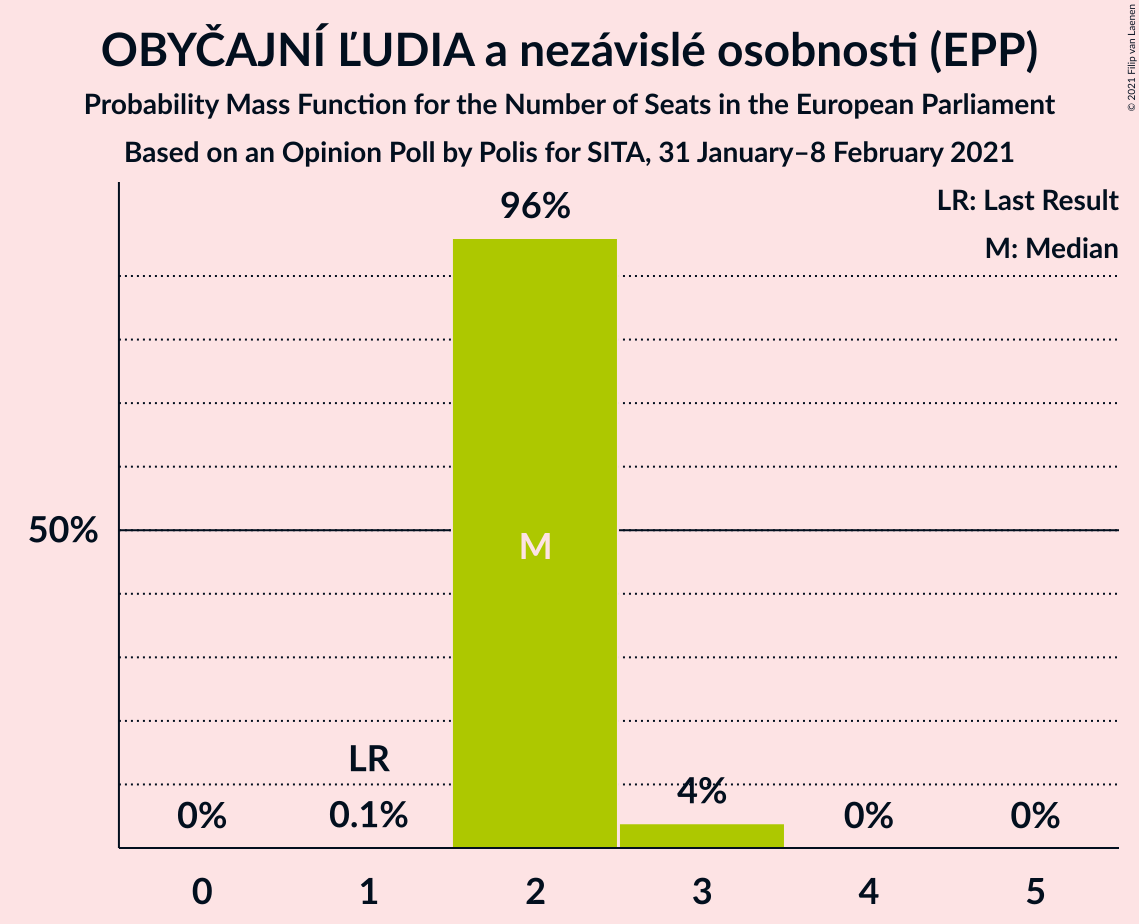 OBYČAJNÍ ĽUDIA a nezávislé osobnosti (EPP)
Probability Mass Function for the Number of Seats in the European Parliament
Based on an Opinion Poll by Polis for SITA, 31 January–8 February 2021
© 2021 Filip van Laenen
LR: Last Result
M: Median
96%
50%
M
LR
0%
0.1%
4%
0%
0%
0
1
2
3
4
5